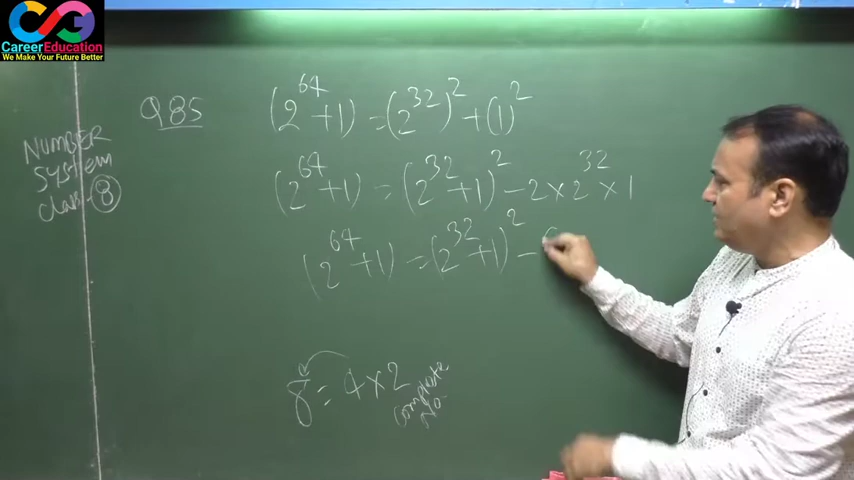 CareerEducation
We Make Your Future Better
Q85
NUMBER
SYSTEM
class-8
(2^64+1) = (2^32)^2 + (1)^2
(2^64+1) = (2^32+1)^2 - 2×2^32×1
(2^64+1) = (2^32+1)^2 -
8 = 4×2
complete
No.